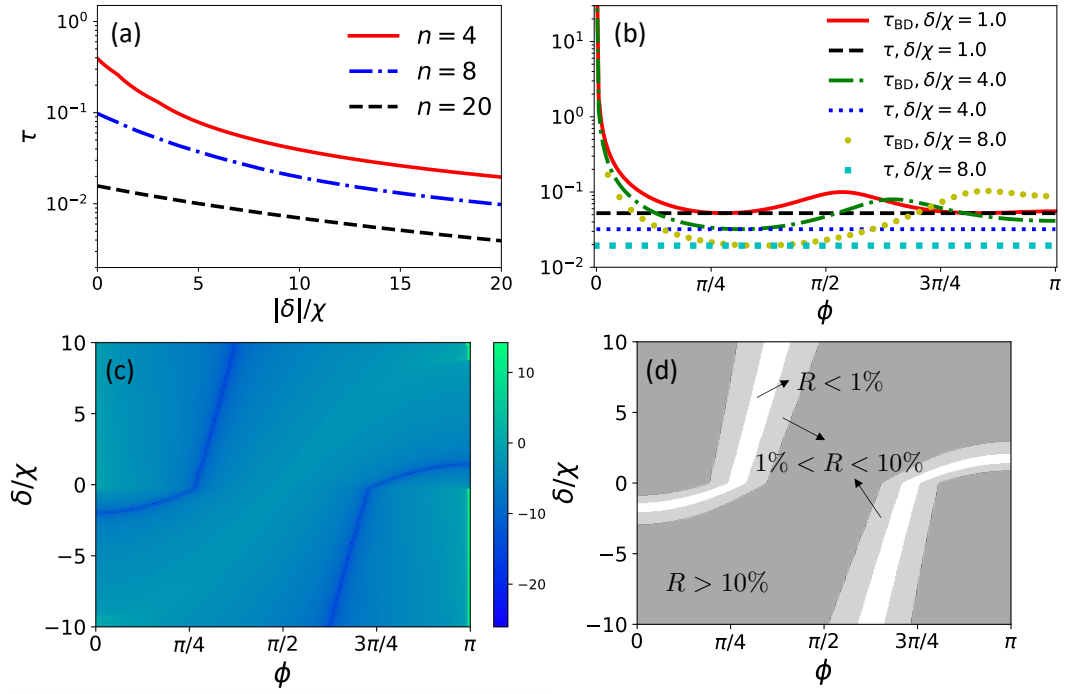 (a)
n = 4
n = 8
n = 20
10⁰
10⁻¹
10⁻²
τ
0
5
10
15
20
|δ|/χ
(b)
τ_BD, δ/χ = 1.0
τ, δ/χ = 1.0
τ_BD, δ/χ = 4.0
τ, δ/χ = 4.0
τ_BD, δ/χ = 8.0
τ, δ/χ = 8.0
10¹
10⁰
10⁻¹
10⁻²
0
π/4
π/2
3π/4
π
ϕ
(c)
10
5
0
−5
−10
δ/χ
0
π/4
π/2
3π/4
π
ϕ
10
0
−10
−20
(d)
R < 1%
1% < R < 10%
R > 10%
10
5
0
−5
−10
δ/χ
0
π/4
π/2
3π/4
π
ϕ